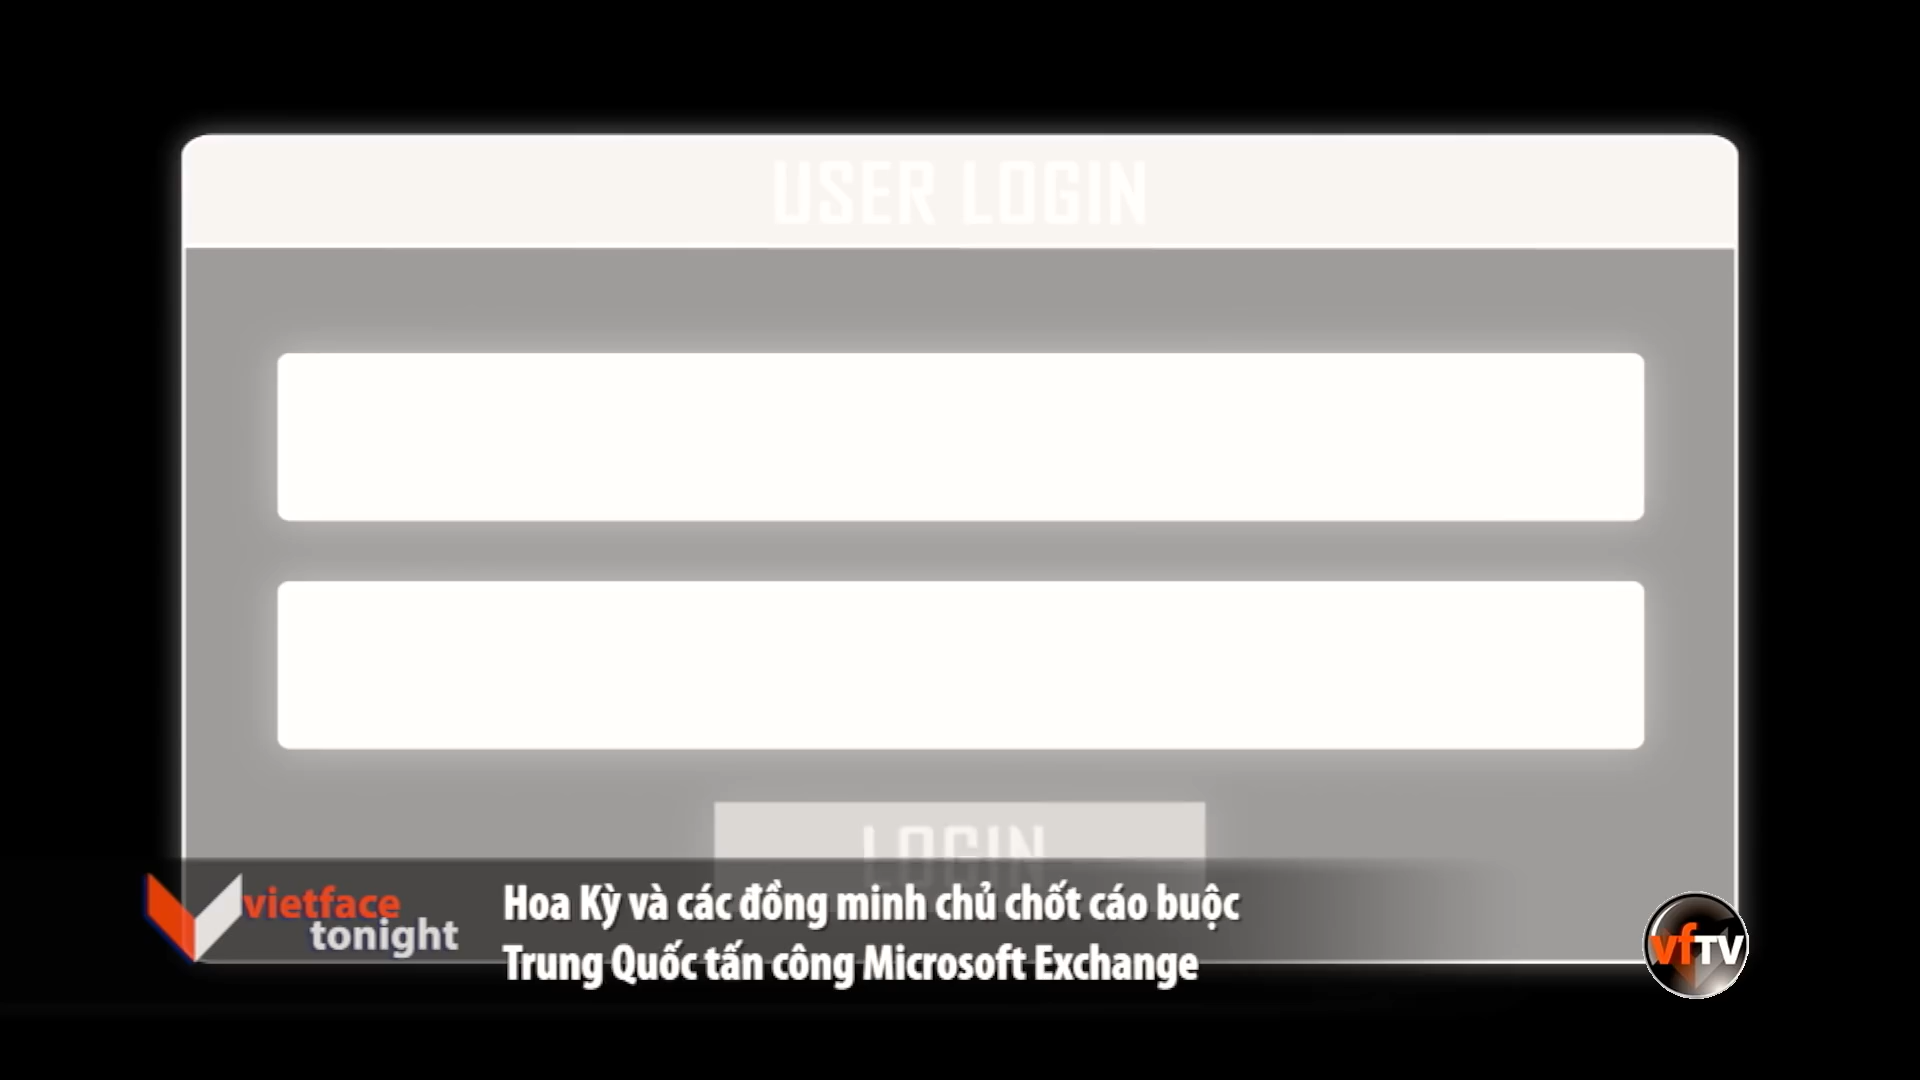 USER LOGIN
LOGIN
vietface
tonight
Hoa Kỳ và các đồng minh chủ chốt cáo buộc
Trung Quốc tấn công Microsoft Exchange
vfTV